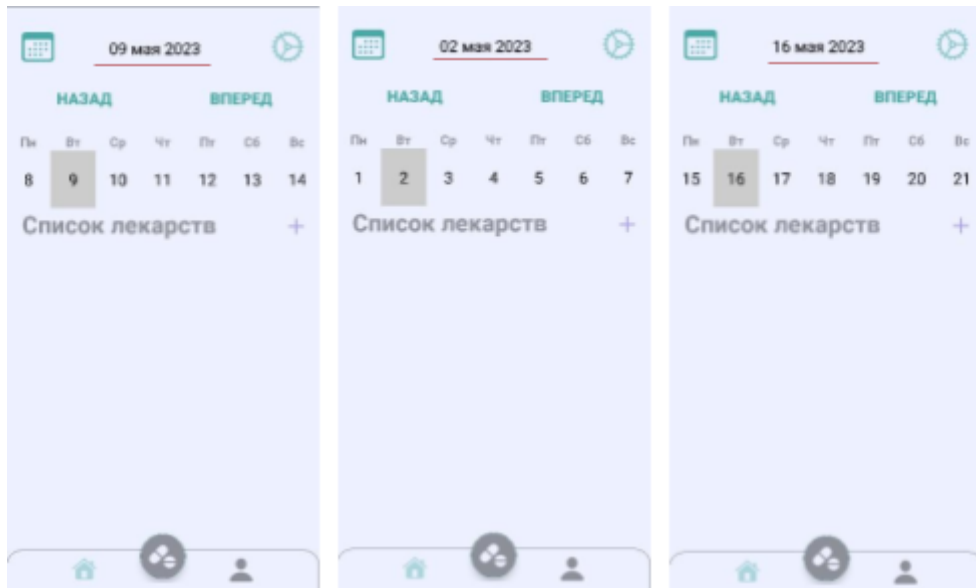 09 мая 2023
НАЗАД ВПЕРЕД
Пн Вт Ср Чт Пт Сб Вс
8 9 10 11 12 13 14
Список лекарств +
02 мая 2023
НАЗАД ВПЕРЕД
Пн Вт Ср Чт Пт Сб Вс
1 2 3 4 5 6 7
Список лекарств +
16 мая 2023
НАЗАД ВПЕРЕД
Пн Вт Ср Чт Пт Сб Вс
15 16 17 18 19 20 21
Список лекарств +